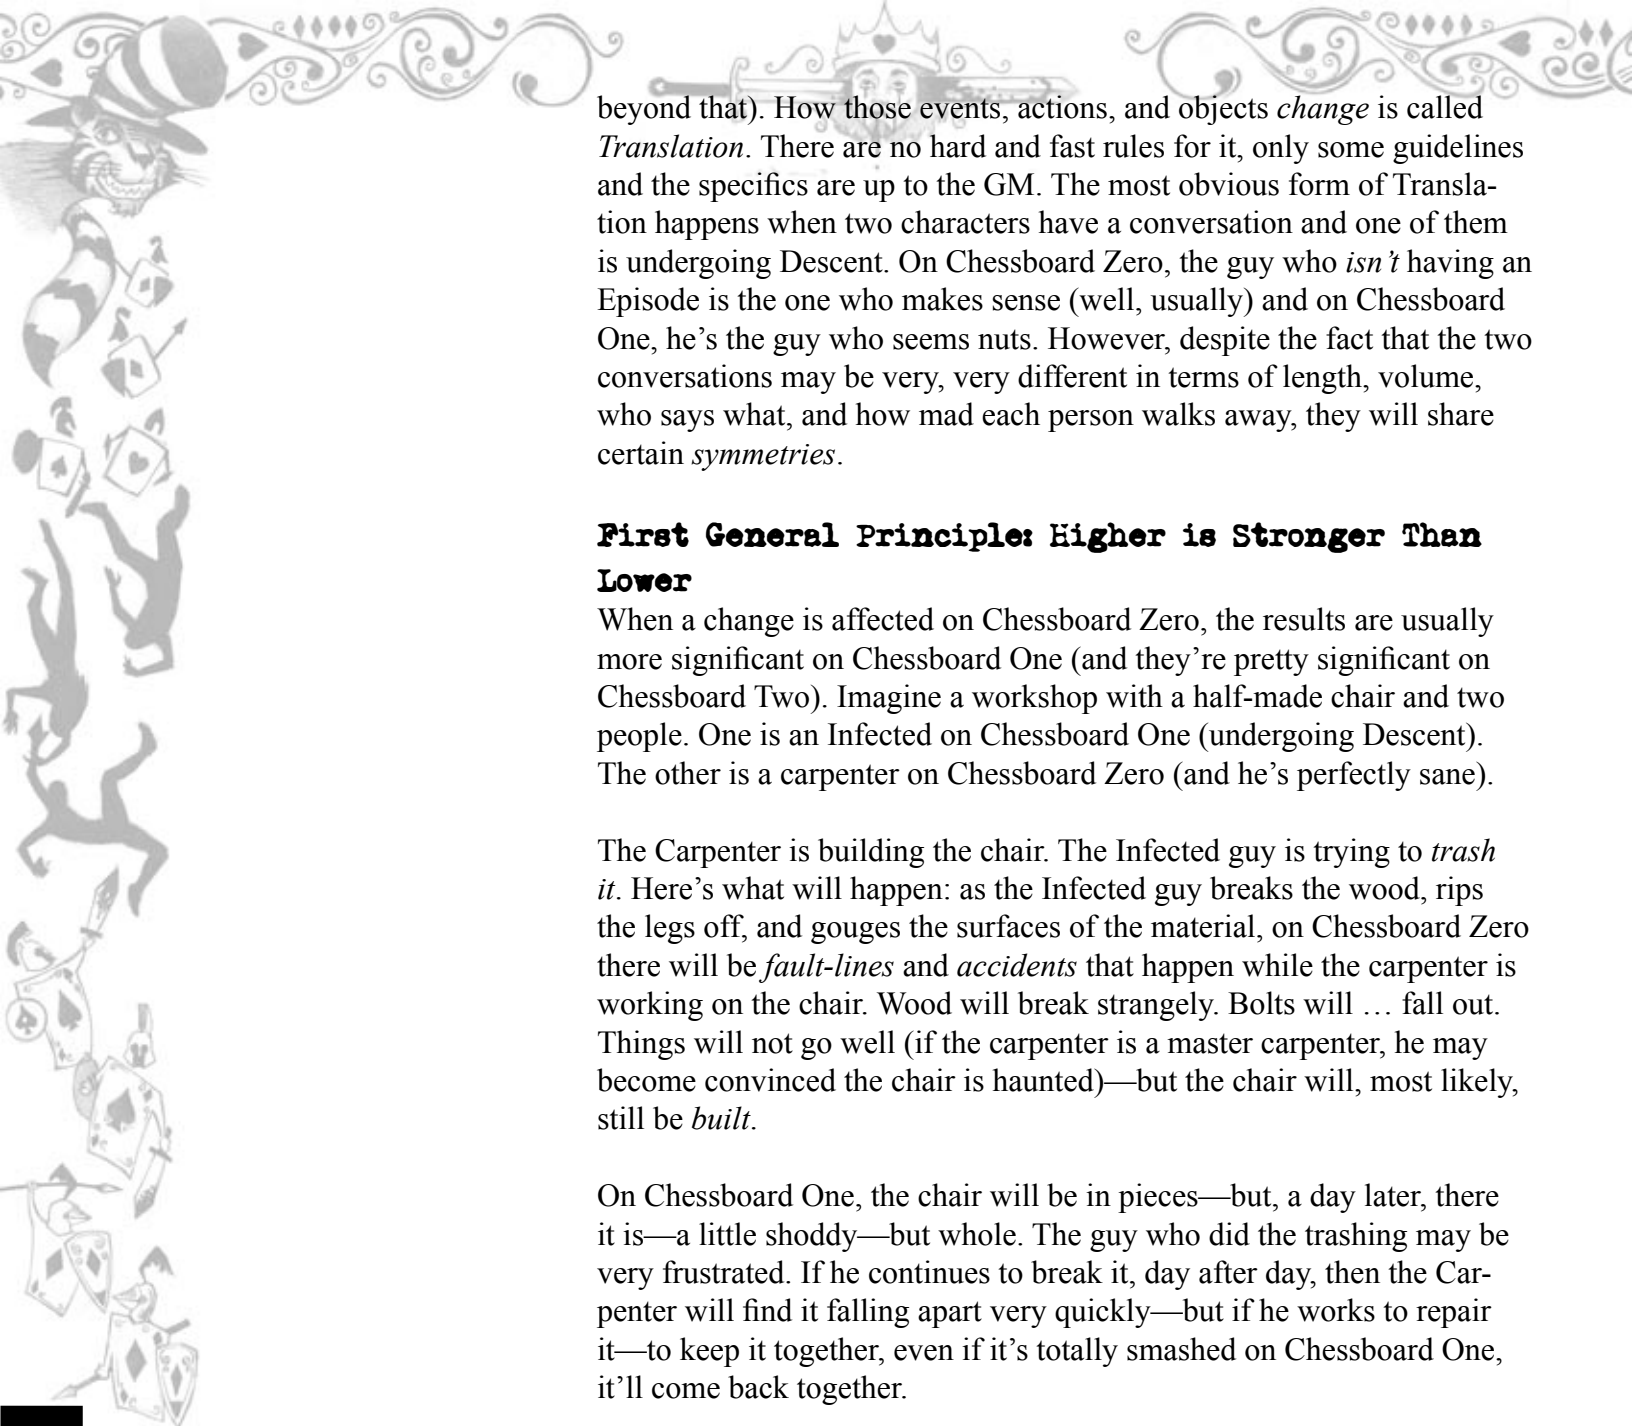 beyond that). How those events, actions, and objects change is called
Translation. There are no hard and fast rules for it, only some guidelines
and the specifics are up to the GM. The most obvious form of Transla-
tion happens when two characters have a conversation and one of them
is undergoing Descent. On Chessboard Zero, the guy who isn’t having an
Episode is the one who makes sense (well, usually) and on Chessboard
One, he’s the guy who seems nuts. However, despite the fact that the two
conversations may be very, very different in terms of length, volume,
who says what, and how mad each person walks away, they will share
certain symmetries.
First General Principle: Higher is Stronger Than
Lower
When a change is affected on Chessboard Zero, the results are usually
more significant on Chessboard One (and they’re pretty significant on
Chessboard Two). Imagine a workshop with a half-made chair and two
people. One is an Infected on Chessboard One (undergoing Descent).
The other is a carpenter on Chessboard Zero (and he’s perfectly sane).
The Carpenter is building the chair. The Infected guy is trying to trash
it. Here’s what will happen: as the Infected guy breaks the wood, rips
the legs off, and gouges the surfaces of the material, on Chessboard Zero
there will be fault-lines and accidents that happen while the carpenter is
working on the chair. Wood will break strangely. Bolts will … fall out.
Things will not go well (if the carpenter is a master carpenter, he may
become convinced the chair is haunted)—but the chair will, most likely,
still be built.
On Chessboard One, the chair will be in pieces—but, a day later, there
it is—a little shoddy—but whole. The guy who did the trashing may be
very frustrated. If he continues to break it, day after day, then the Car-
penter will find it falling apart very quickly—but if he works to repair
it—to keep it together, even if it’s totally smashed on Chessboard One,
it’ll come back together.